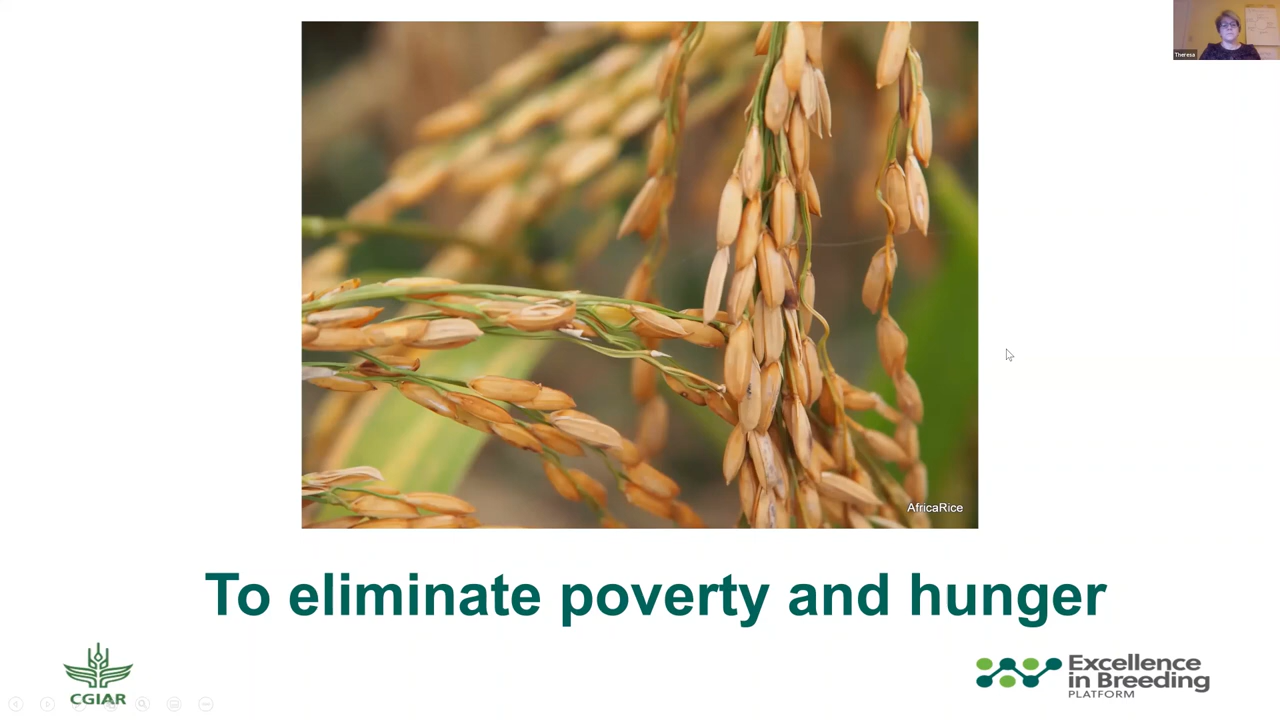 Theresa
AfricaRice
To eliminate poverty and hunger
CGIAR
Excellence
in Breeding
PLATFORM